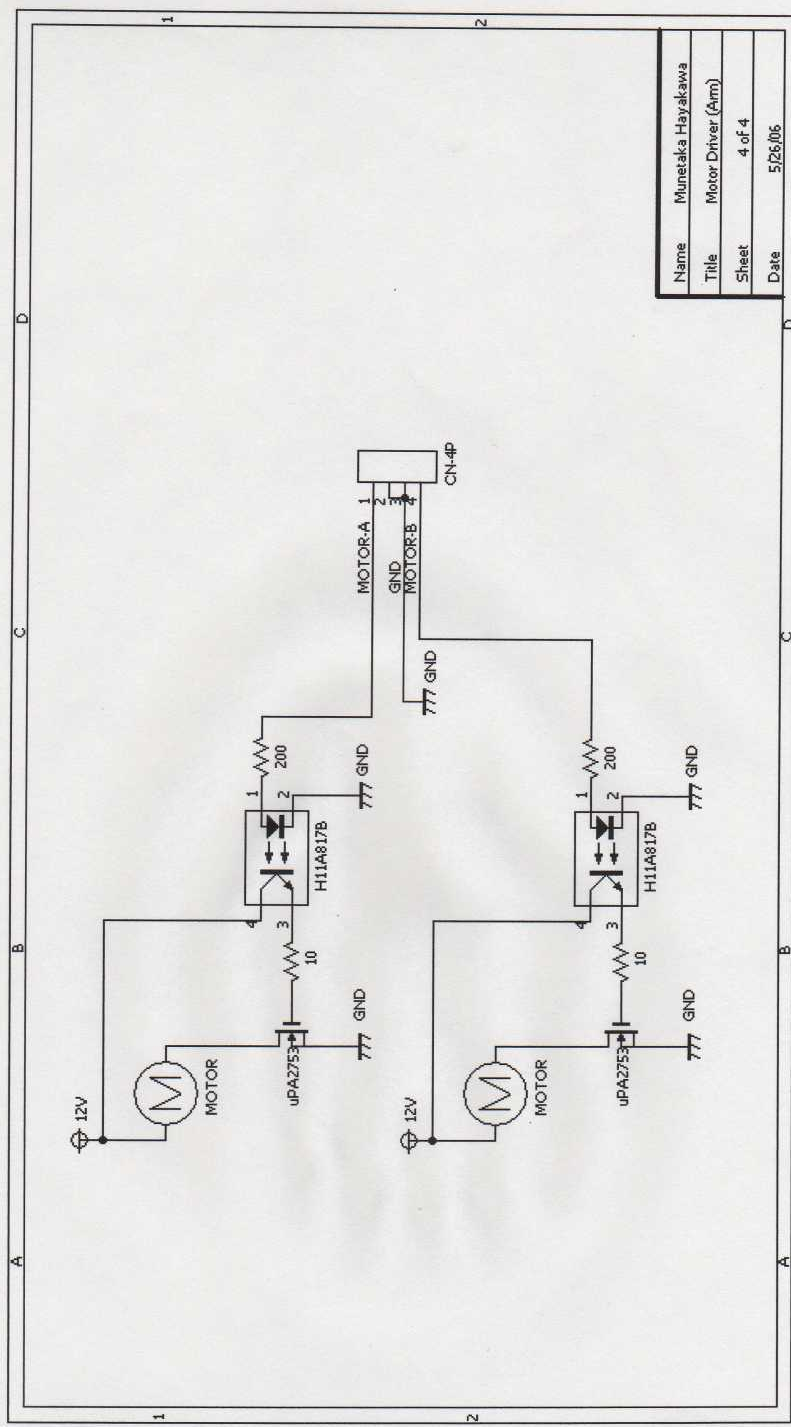 A B C D
1
2
12V
MOTOR
uPA2753
GND
10
4 1
3 2
H11A817B
200
GND
MOTOR-A
1
2
GND
3
MOTOR-B
4
CN-4P
GND
12V
MOTOR
uPA2753
GND
10
4 1
3 2
H11A817B
200
GND
1
2
A B C D
Name Munetaka Hayakawa
Title Motor Driver (Arm)
Sheet 4 of 4
Date 5/26/06